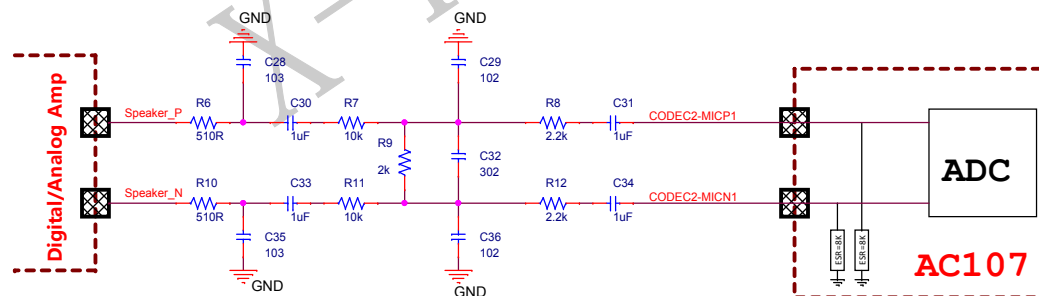 GND
GND
C28
103
C29
102
Digital/Analog Amp
Speaker_P
R6
510R
C30
1uF
R7
10k
R8
2.2k
C31
1uF
CODEC2-MICP1
R9
2k
C32
302
ADC
Speaker_N
R10
510R
C33
1uF
R11
10k
R12
2.2k
C34
1uF
CODEC2-MICN1
C35
103
C36
102
ESR=8K
ESR=8K
AC107
GND
GND